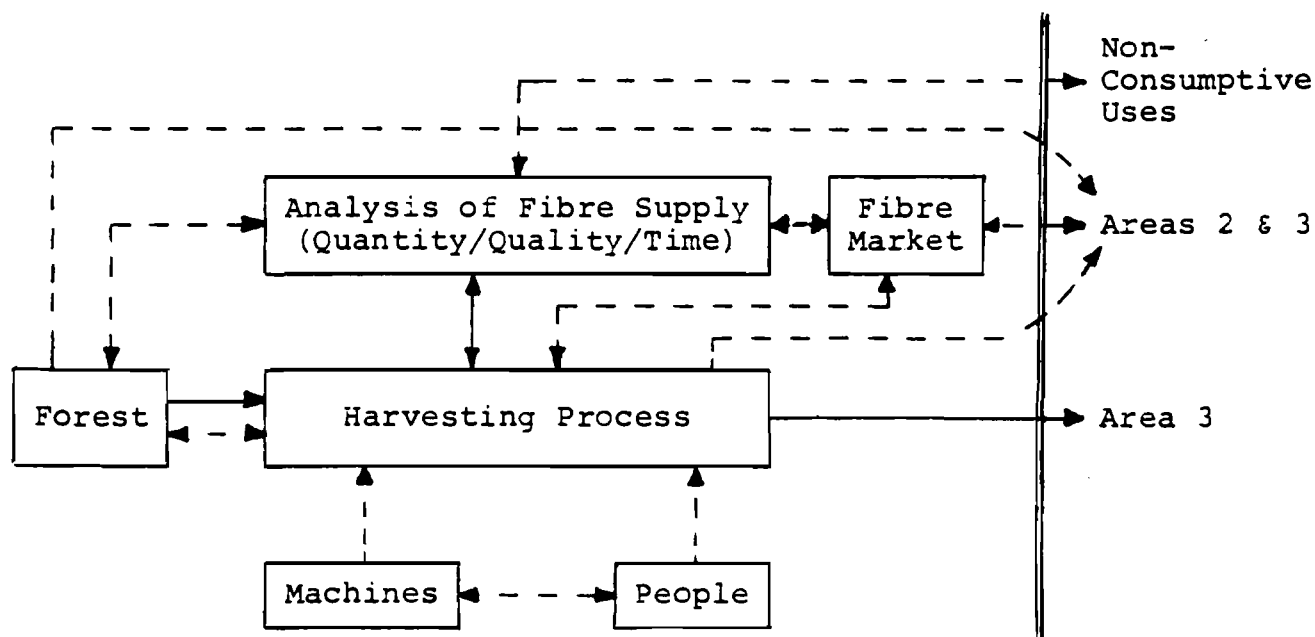 Non-
Consumptive
Uses
Analysis of Fibre Supply
(Quantity/Quality/Time)
Fibre
Market
Areas 2 & 3
Forest
Harvesting Process
Area 3
Machines
People